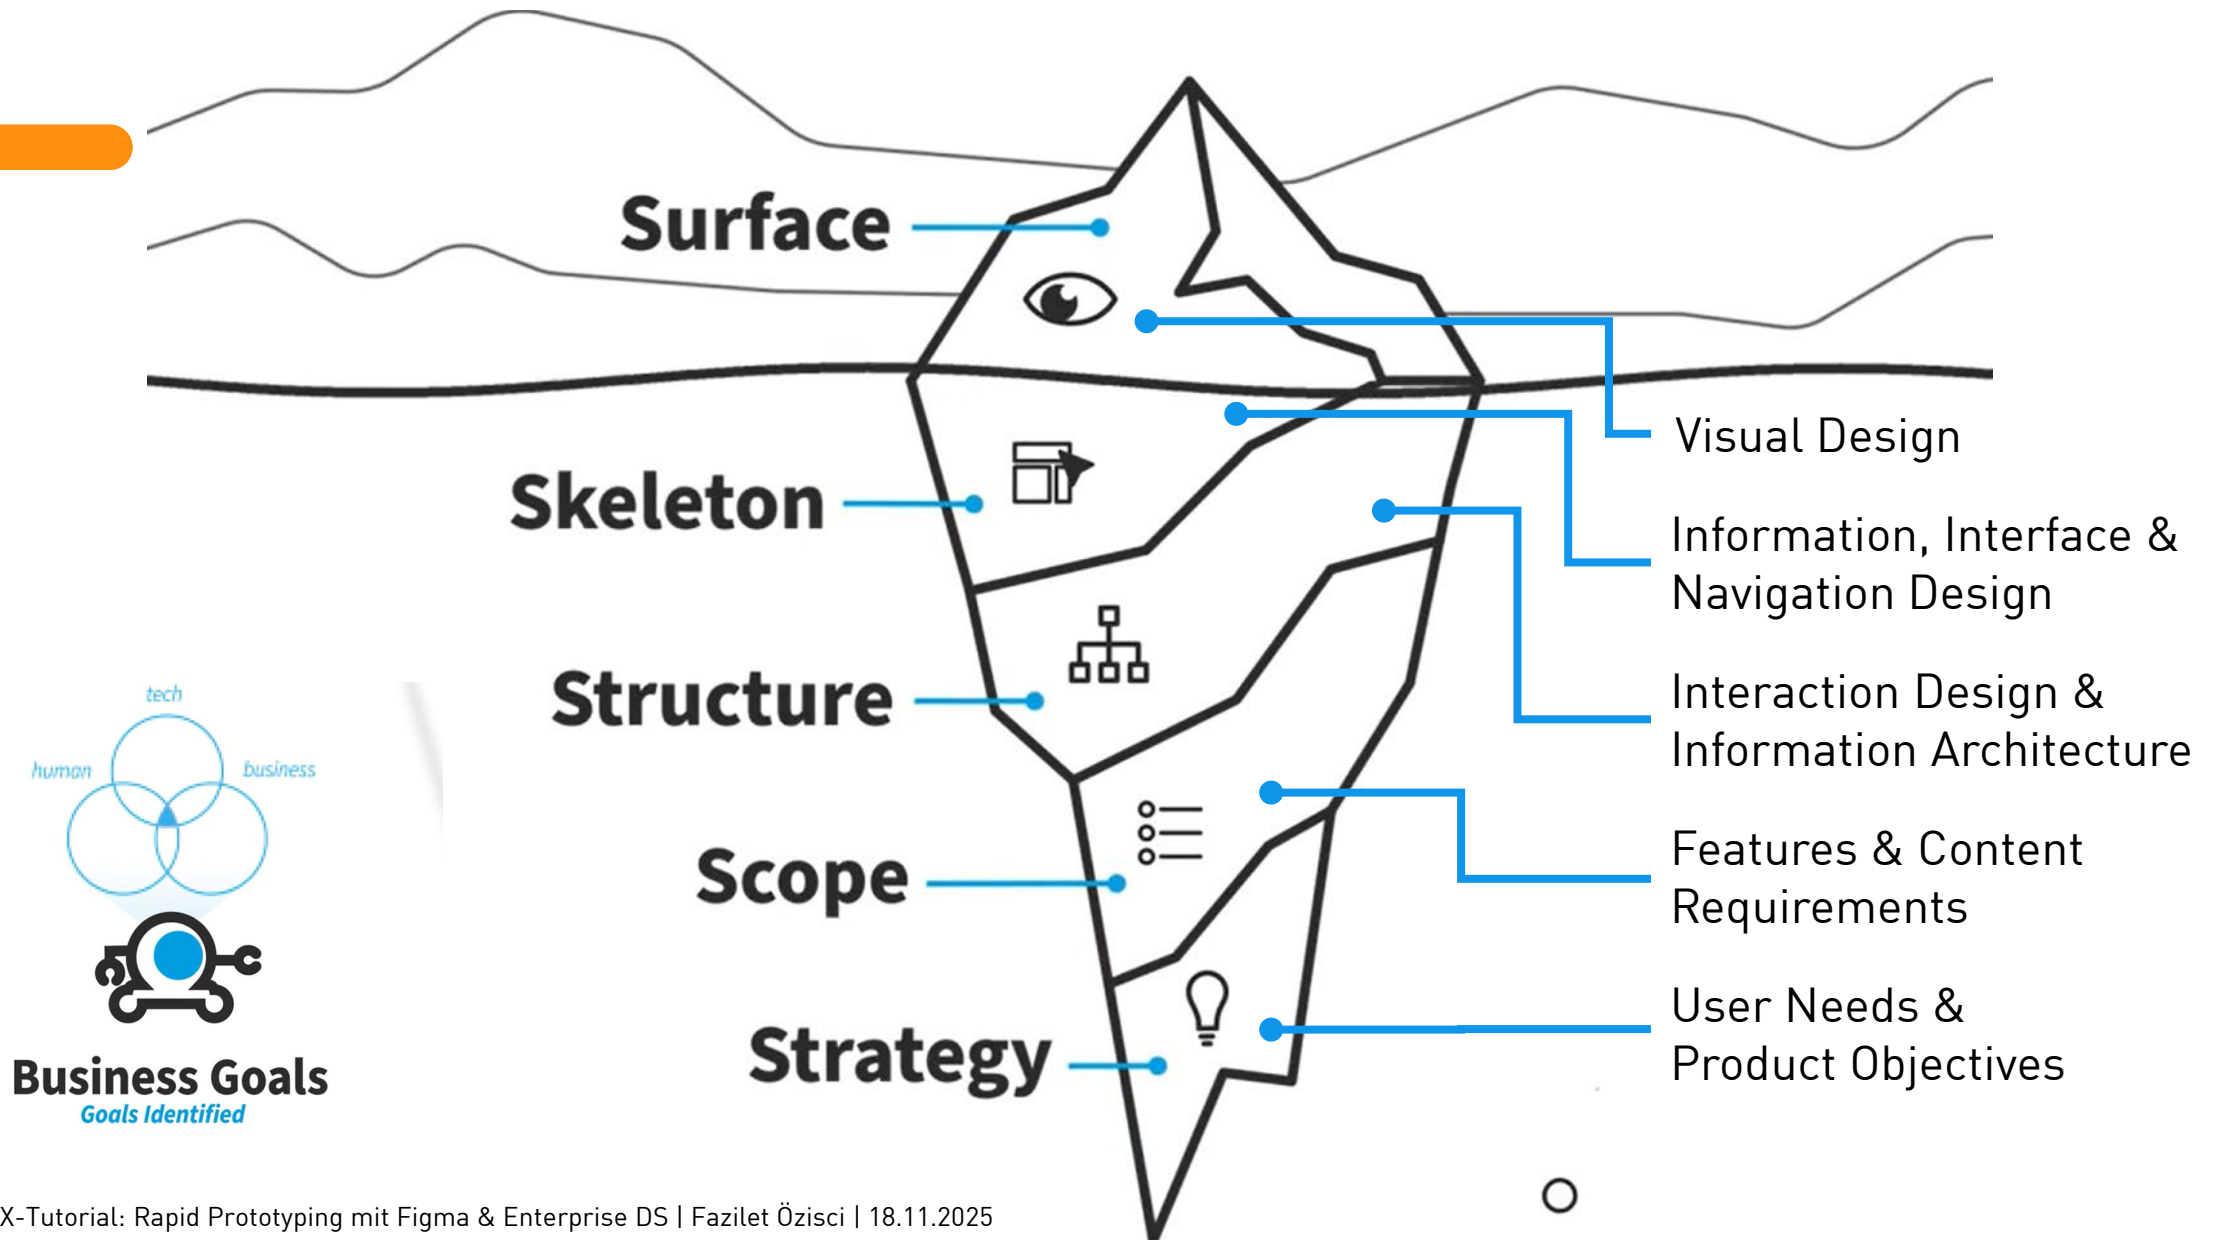 Surface
Skeleton
Structure
Scope
Strategy
Visual Design
Information, Interface &
Navigation Design
Interaction Design &
Information Architecture
Features & Content
Requirements
User Needs &
Product Objectives
tech
human
business
Business Goals
Goals Identified
X-Tutorial: Rapid Prototyping mit Figma & Enterprise DS | Fazilet Özisci | 18.11.2025